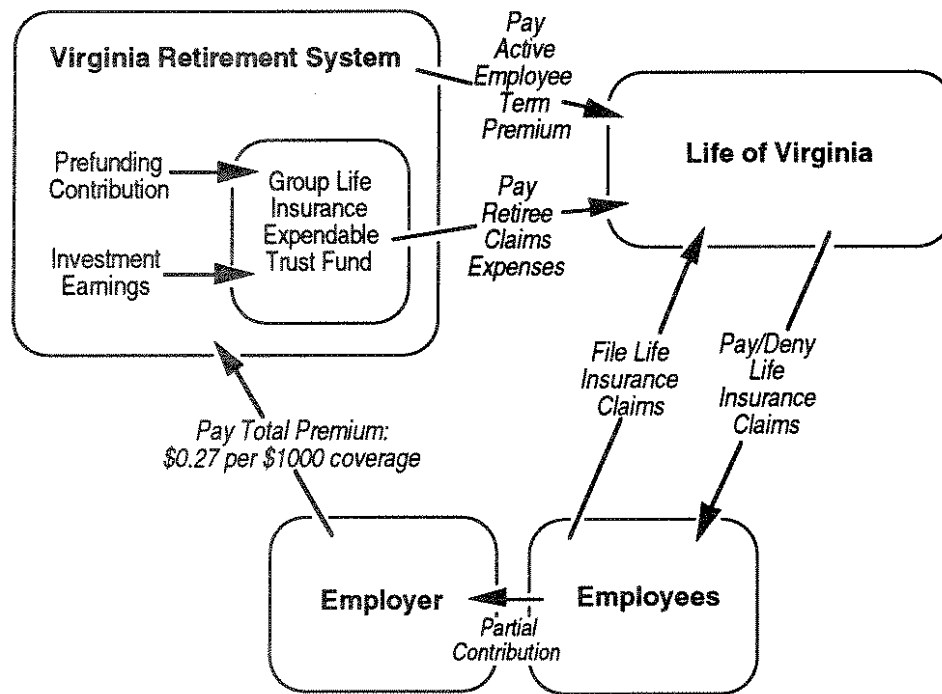 Virginia Retirement System
Pay
Active
Employee
Term
Premium
Life of Virginia
Prefunding
Contribution
Group Life
Insurance
Expendable
Trust Fund
Investment
Earnings
Pay
Retiree
Claims
Expenses
File Life
Insurance
Claims
Pay/Deny
Life
Insurance
Claims
Pay Total Premium:
$0.27 per $1000 coverage
Employer
Employees
Partial
Contribution